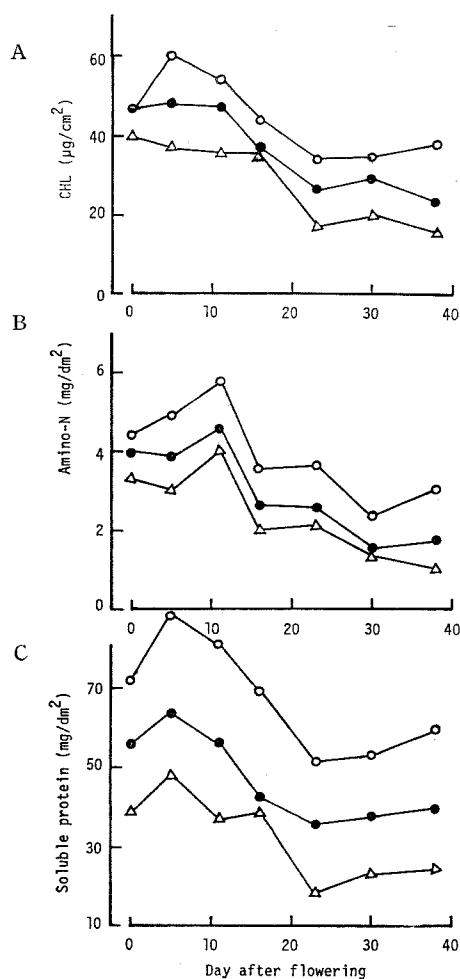 A
CHL (µg/cm²)
60
40
20
0
0 10 20 30 40
B
Amino-N (mg/dm²)
6
4
2
0
0 10 20 30 40
C
Soluble protein (mg/dm²)
70
50
30
10
0 10 20 30 40
Day after flowering